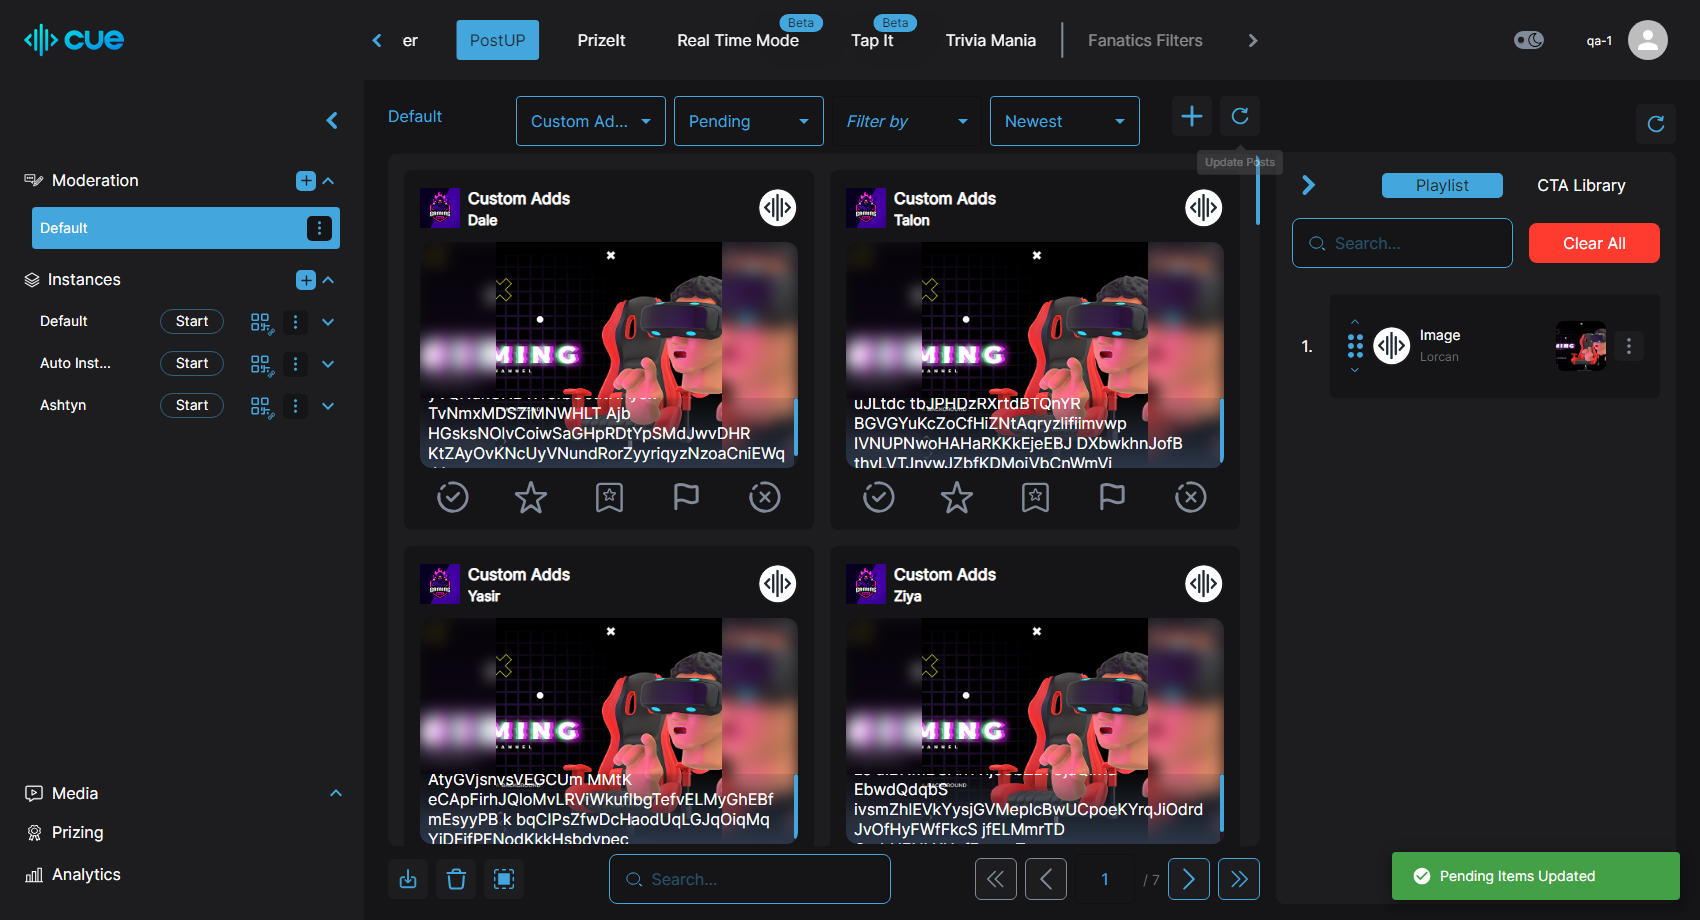 cue
er
PostUP
PrizeIt
Real Time Mode
Beta
Tap It
Beta
Trivia Mania
Fanatics Filters
qa-1
Default
Custom Ad...
Pending
Filter by
Newest
Update Posts
Moderation
Default
Instances
Default
Start
Auto Inst...
Start
Ashtyn
Start
Media
Prizing
Analytics
Custom Adds
Dale
MING
TvNmxMDSsZiMNWHLT Ajb
HGsksNOlvCoiwSaGHpRDtYpSMdJwvDHR
KtZAyOvKNcUyVNundRorZyyriqyzNzoaCniEWq
Custom Adds
Talon
MING
uJLtdc tbJPHDzRXrtdBTQnYR
BGVGYuKcZoCfHiZNtAqryzlifiimvwp
IVNUPNwoHAHaRKKkEjeEBJ DXbwkhnJofB
thyLVTJnvwJZbfKDMojVbCnWmVj
Custom Adds
Yasir
MING
AtyGVjsnvsVEGCUm MMtK
eCApFirhJQloMvLRViWkufIbgTefvELMyGhEBf
mEsyyPB k bqCIPsZfwDcHaodUqLGJqOiqMq
YiDFifPFNodKkkHsbdvpec
Custom Adds
Ziya
MING
EbwdQdqbS
ivsmZhlEVkYysjGVMepIcBwUCpoeKYrqJiOdrd
JvOfHyFWfFkcS jfELMmrTD
Search...
1
/ 7
Playlist
CTA Library
Search...
Clear All
1.
Image
Lorcan
Pending Items Updated